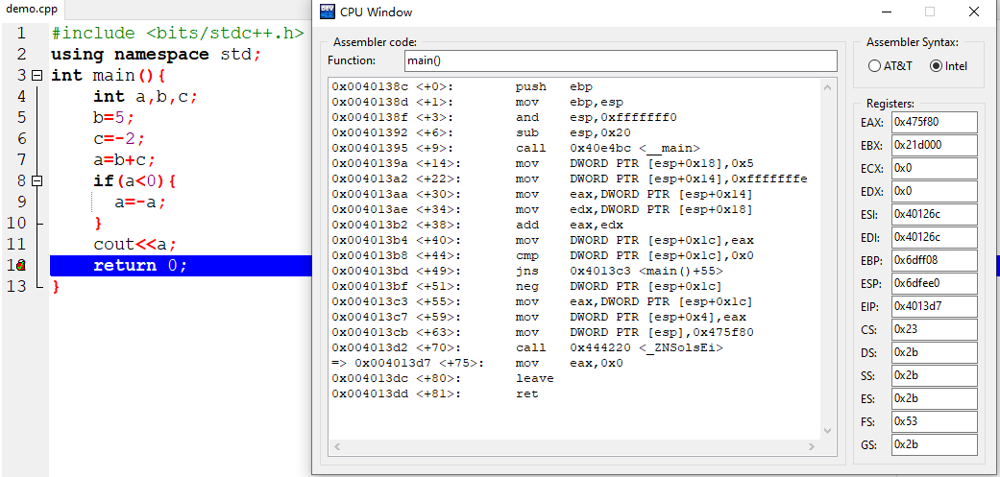 demo.cpp
1 #include <bits/stdc++.h>
2 using namespace std;
3 int main(){
4 int a,b,c;
5 b=5;
6 c=-2;
7 a=b+c;
8 if(a<0){
9 a=-a;
10 }
11 cout<<a;
return 0;
13 }
CPU Window
Assembler code:
Function: main()
0x0040138c <+0>: push ebp
0x0040138d <+1>: mov ebp,esp
0x0040138f <+3>: and esp,0xfffffff0
0x00401392 <+6>: sub esp,0x20
0x00401395 <+9>: call 0x40e4bc <__main>
0x0040139a <+14>: mov DWORD PTR [esp+0x18],0x5
0x004013a2 <+22>: mov DWORD PTR [esp+0x14],0xfffffffe
0x004013aa <+30>: mov eax,DWORD PTR [esp+0x14]
0x004013ae <+34>: mov edx,DWORD PTR [esp+0x18]
0x004013b2 <+38>: add eax,edx
0x004013b4 <+40>: mov DWORD PTR [esp+0x1c],eax
0x004013b8 <+44>: cmp DWORD PTR [esp+0x1c],0x0
0x004013bd <+49>: jns 0x4013c3 <main()+55>
0x004013bf <+51>: neg DWORD PTR [esp+0x1c]
0x004013c3 <+55>: mov eax,DWORD PTR [esp+0x1c]
0x004013c7 <+59>: mov DWORD PTR [esp+0x4],eax
0x004013cb <+63>: mov DWORD PTR [esp],0x475f80
0x004013d2 <+70>: call 0x444220 <_ZNSolsEi>
=> 0x004013d7 <+75>: mov eax,0x0
0x004013dc <+80>: leave
0x004013dd <+81>: ret
Assembler Syntax:
AT&T Intel
Registers:
EAX: 0x475f80
EBX: 0x21d000
ECX: 0x0
EDX: 0x0
ESI: 0x40126c
EDI: 0x40126c
EBP: 0x6dff08
ESP: 0x6dfee0
EIP: 0x4013d7
CS: 0x23
DS: 0x2b
SS: 0x2b
ES: 0x2b
FS: 0x53
GS: 0x2b